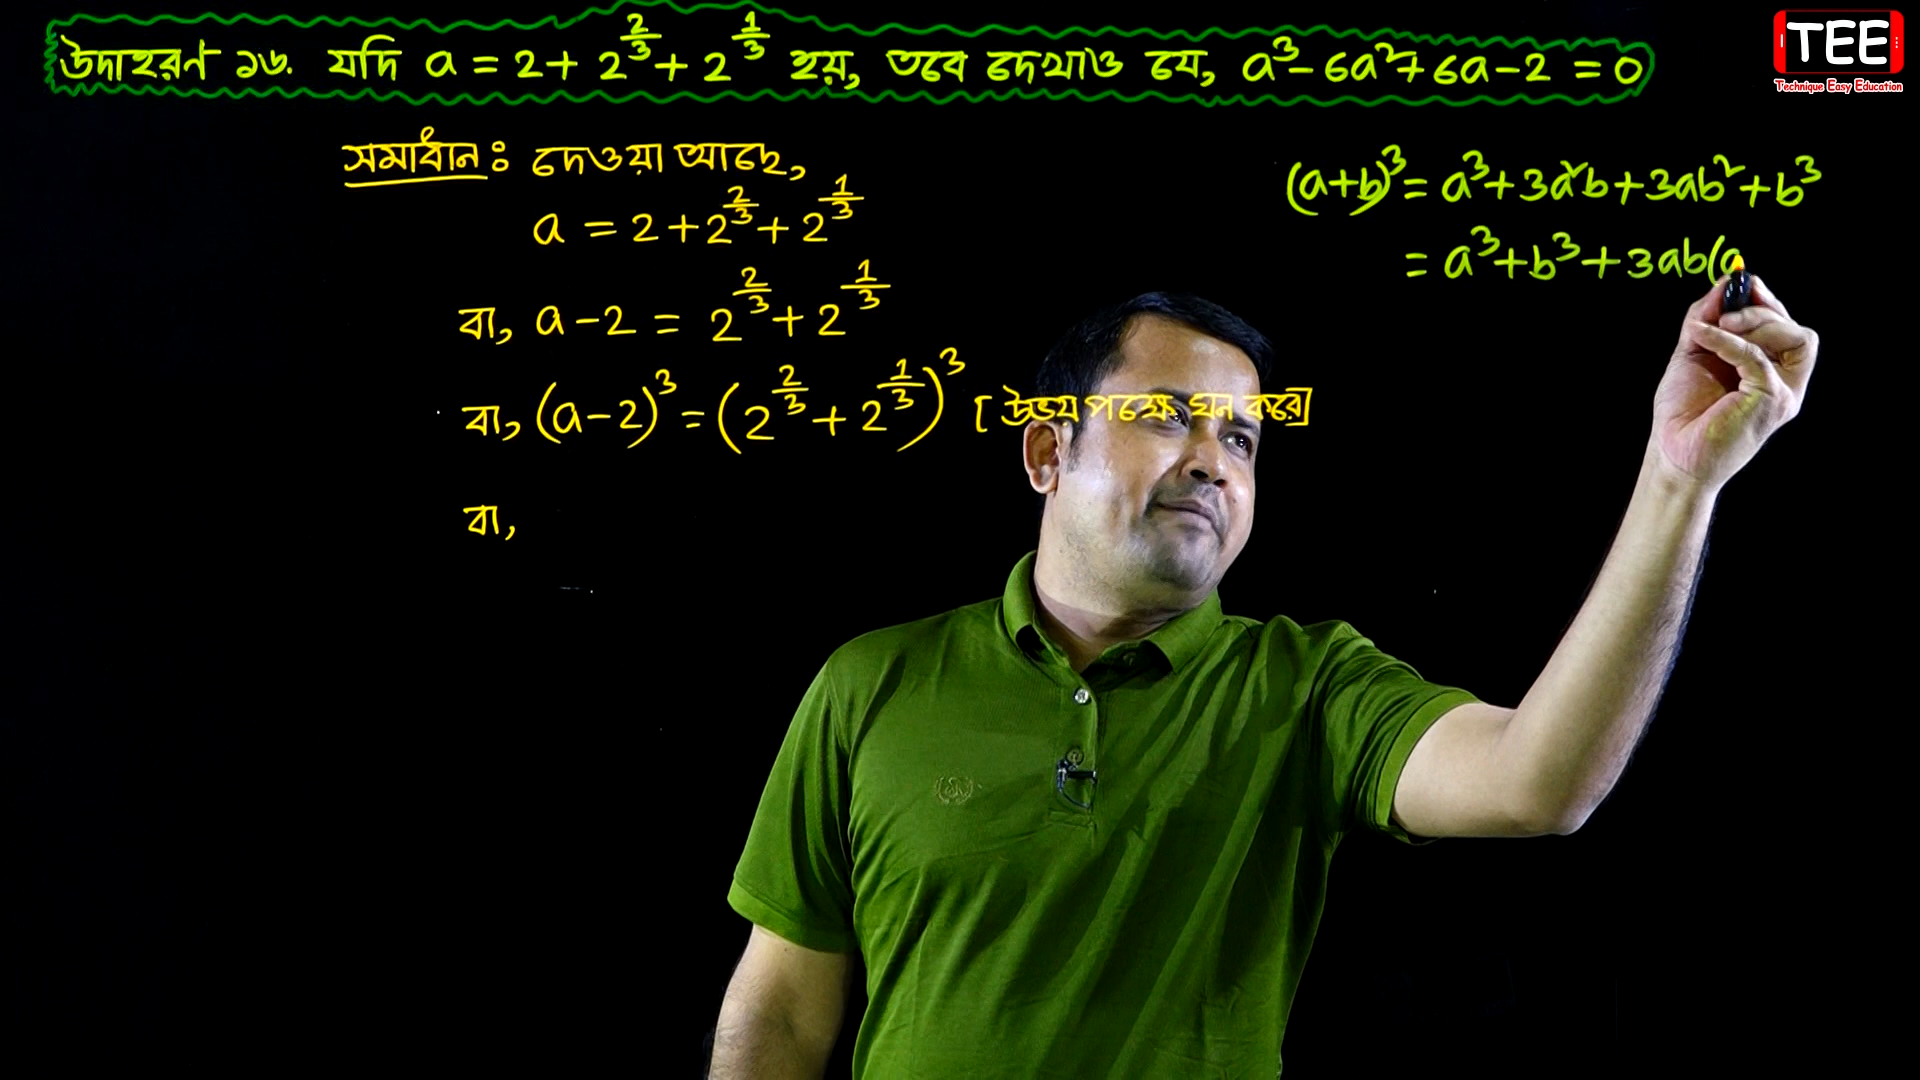 উদাহরণ ১৬. যদি a = 2 + 2^{2/3} + 2^{1/3} হয়, তবে দেখাও যে, a³ - 6a² + 6a - 2 = 0
TEE
Technique Easy Education
সমাধান : দেওয়া আছে,
a = 2 + 2^{2/3} + 2^{1/3}
বা, a - 2 = 2^{2/3} + 2^{1/3}
বা, (a - 2)³ = (2^{2/3} + 2^{1/3})³ [উভয় পক্ষে ঘন করে]
বা,
(a+b)³ = a³ + 3a²b + 3ab² + b³
= a³ + b³ + 3ab(a